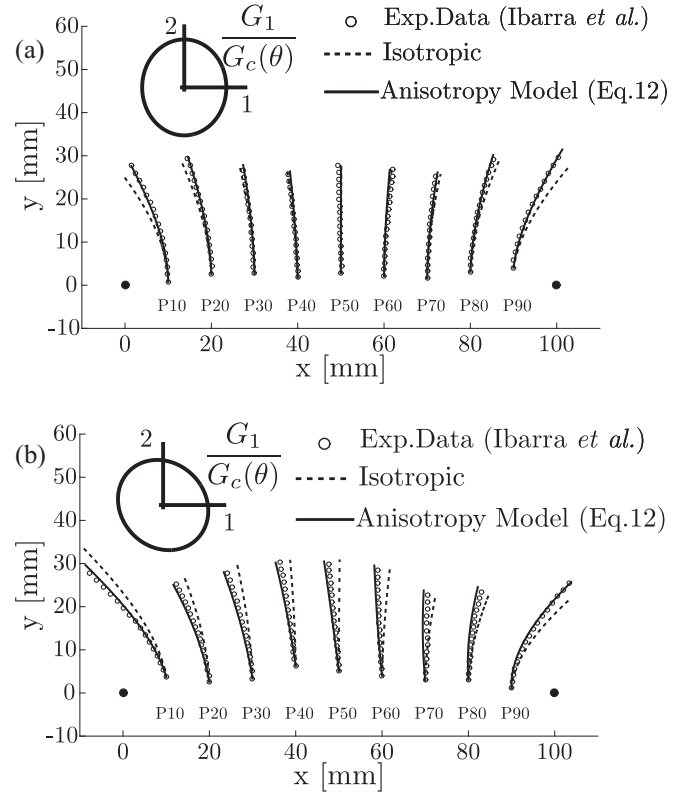 (a)
60
50
40
30
20
10
0
-10
y [mm]
2
1
G₁
G_c(θ)
Exp.Data (Ibarra et al.)
Isotropic
Anisotropy Model (Eq.12)
P10 P20 P30 P40 P50 P60 P70 P80 P90
0 20 40 60 80 100
x [mm]
(b)
60
50
40
30
20
10
0
-10
y [mm]
2
1
G₁
G_c(θ)
Exp.Data (Ibarra et al.)
Isotropic
Anisotropy Model (Eq.12)
P10 P20 P30 P40 P50 P60 P70 P80 P90
0 20 40 60 80 100
x [mm]